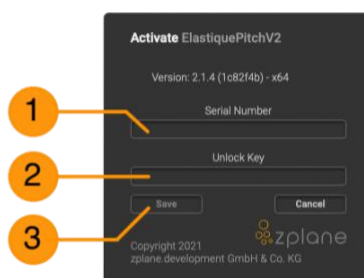 Activate ElastiquePitchV2
Version: 2.1.4 (1c82f4b) - x64
Serial Number
1
Unlock Key
2
Save Cancel
3
zplane
Copyright 2021
zplane.development GmbH & Co. KG